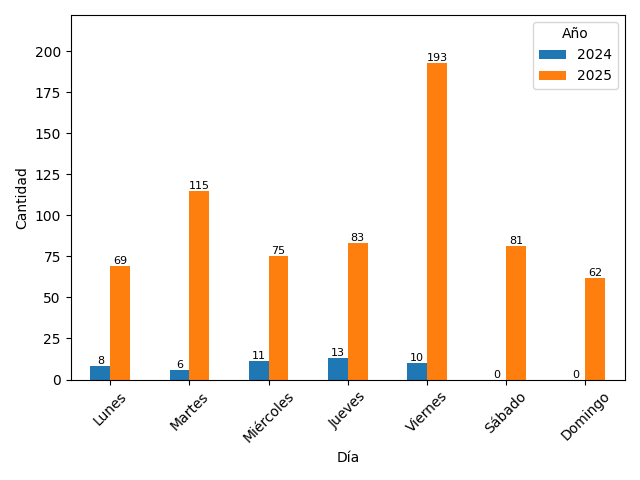 Año
2024
2025
200
175
150
125
100
75
50
25
0
Cantidad
8
69
6
115
11
75
13
83
10
193
0
81
0
62
Lunes
Martes
Miércoles
Jueves
Viernes
Sábado
Domingo
Día